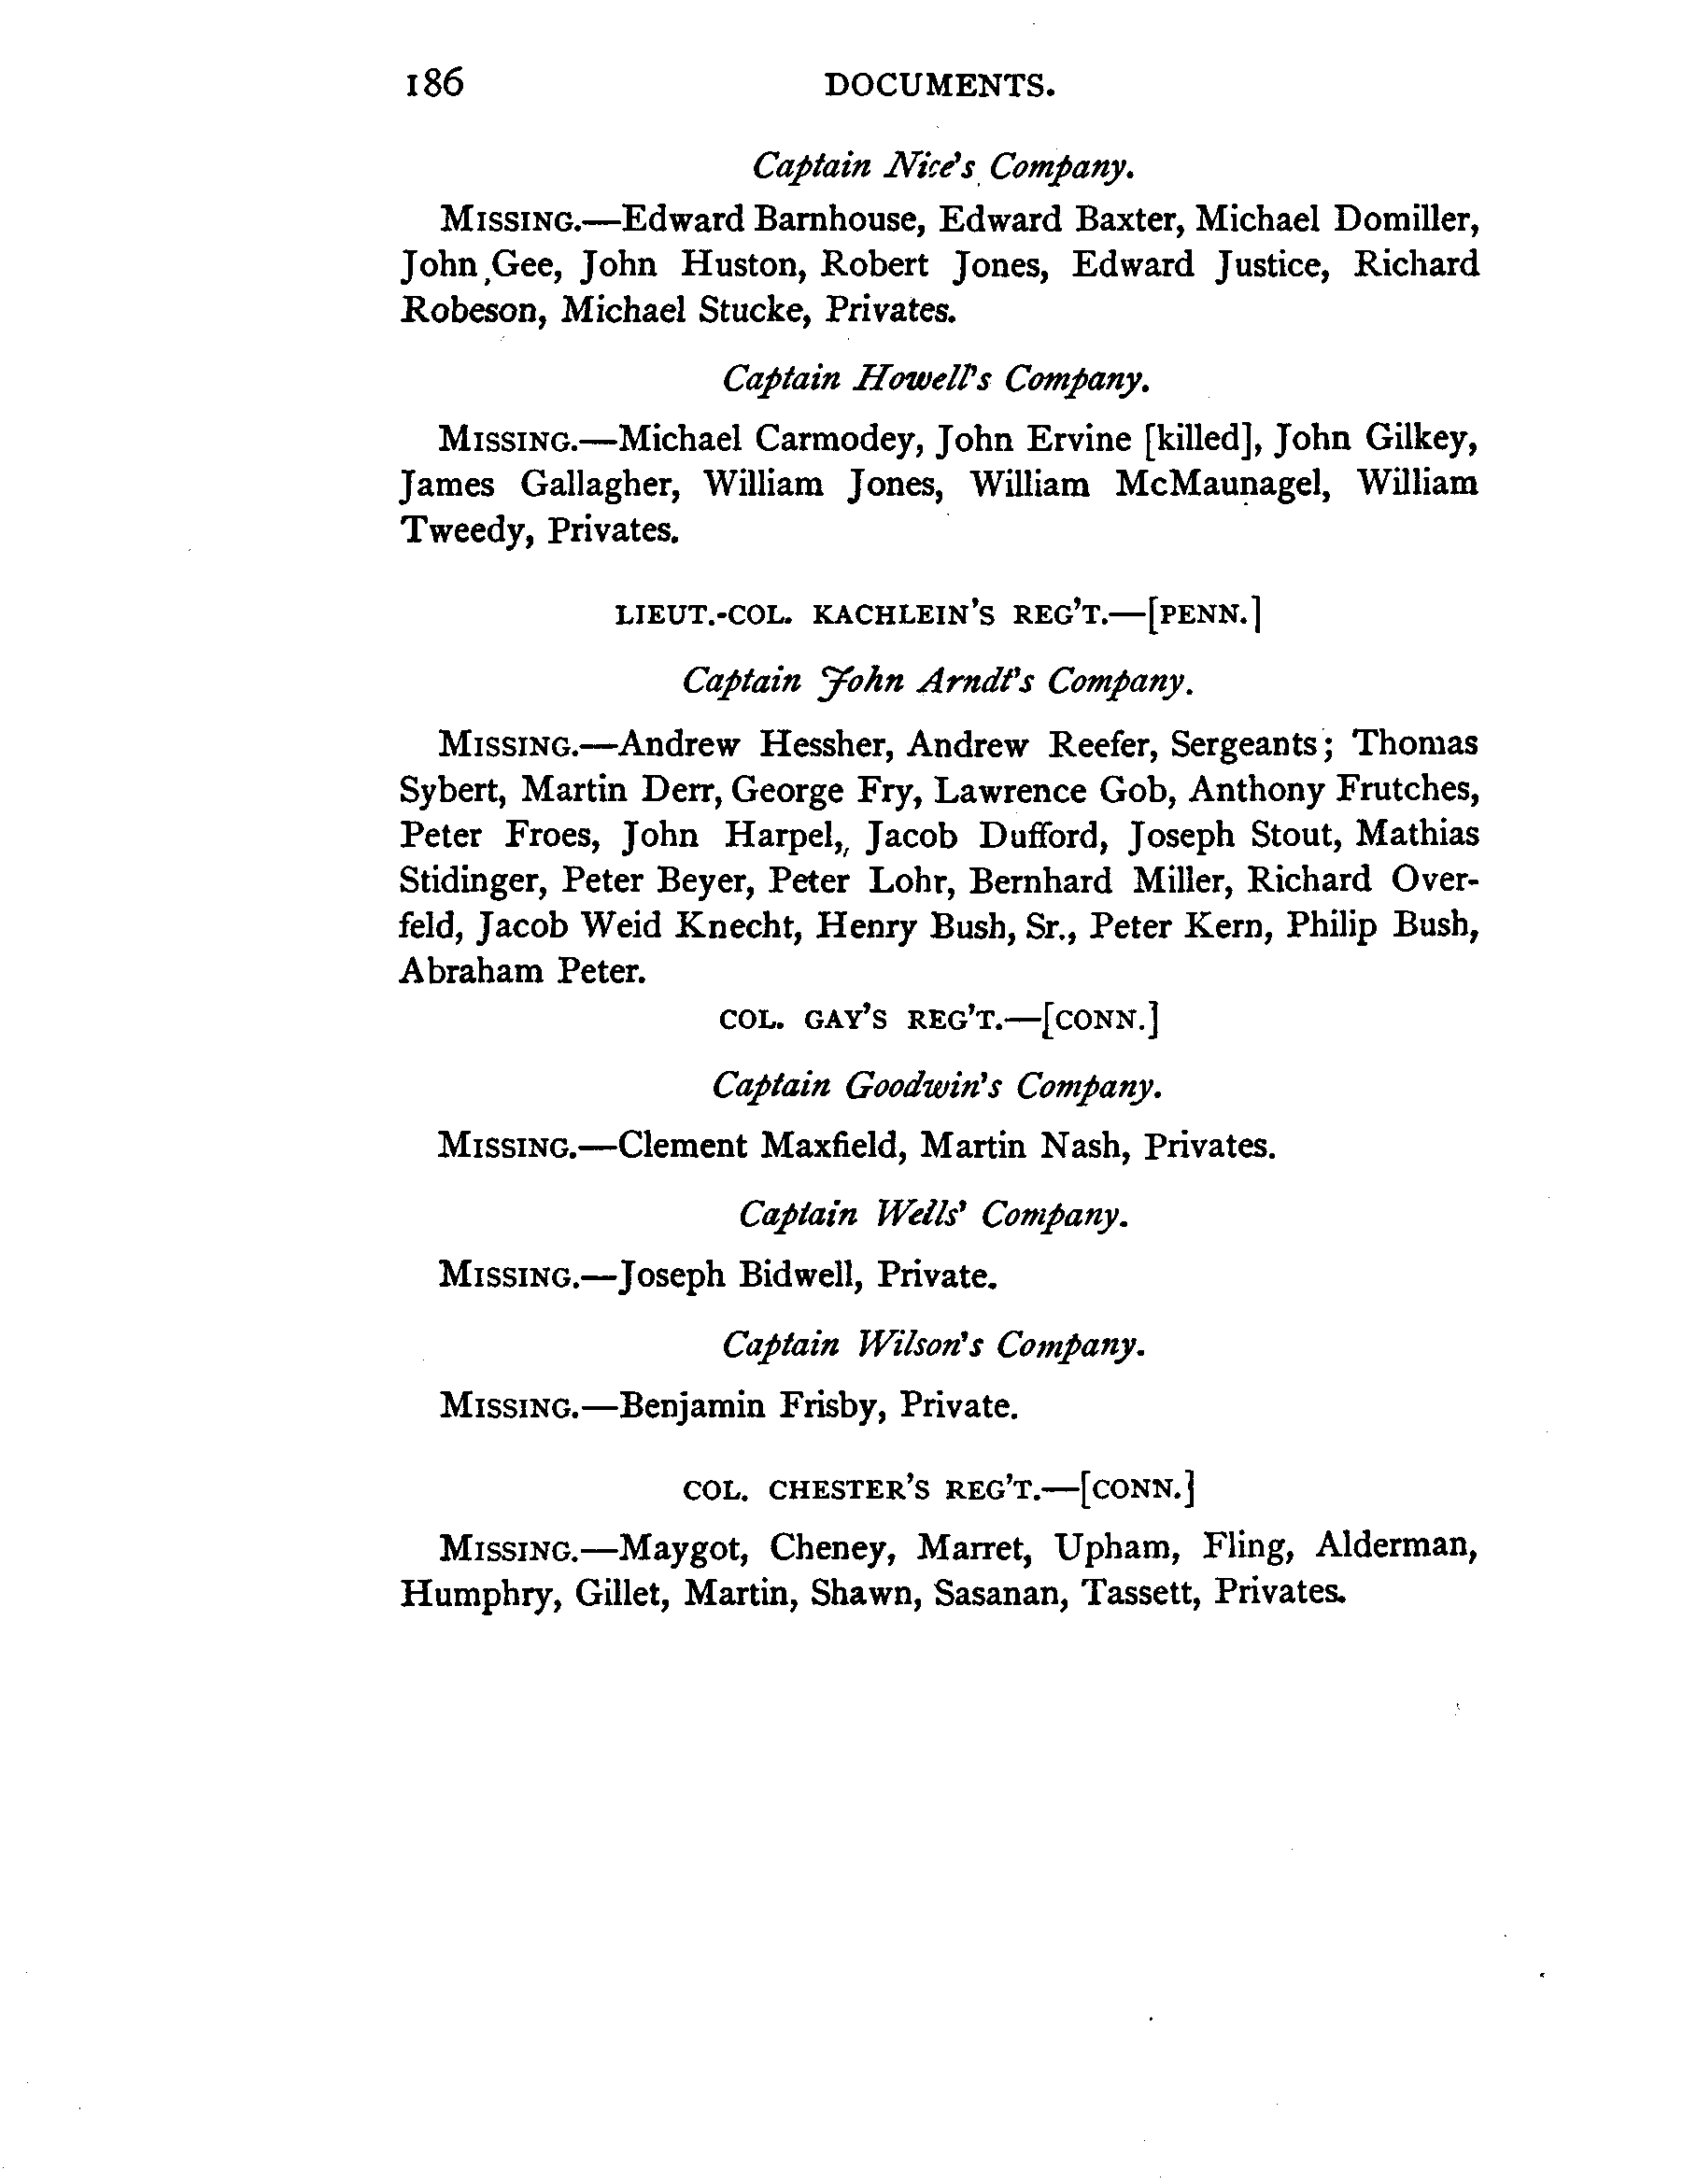 186 DOCUMENTS.
Captain Nice's Company.
MISSING.—Edward Barnhouse, Edward Baxter, Michael Domiller,
John Gee, John Huston, Robert Jones, Edward Justice, Richard
Robeson, Michael Stucke, Privates.
Captain Howell's Company.
MISSING.—Michael Carmodey, John Ervine [killed], John Gilkey,
James Gallagher, William Jones, William McMaunagel, William
Tweedy, Privates.
LIEUT.-COL. KACHLEIN'S REG'T.—[PENN.]
Captain John Arndt's Company.
MISSING.—Andrew Hessher, Andrew Reefer, Sergeants; Thomas
Sybert, Martin Derr, George Fry, Lawrence Gob, Anthony Frutches,
Peter Froes, John Harpel, Jacob Dufford, Joseph Stout, Mathias
Stidinger, Peter Beyer, Peter Lohr, Bernhard Miller, Richard Over-
feld, Jacob Weid Knecht, Henry Bush, Sr., Peter Kern, Philip Bush,
Abraham Peter.
COL. GAY'S REG'T.—[CONN.]
Captain Goodwin's Company.
MISSING.—Clement Maxfield, Martin Nash, Privates.
Captain Wells' Company.
MISSING.—Joseph Bidwell, Private.
Captain Wilson's Company.
MISSING.—Benjamin Frisby, Private.
COL. CHESTER'S REG'T.—[CONN.]
MISSING.—Maygot, Cheney, Marret, Upham, Fling, Alderman,
Humphry, Gillet, Martin, Shawn, Sasanan, Tassett, Privates.